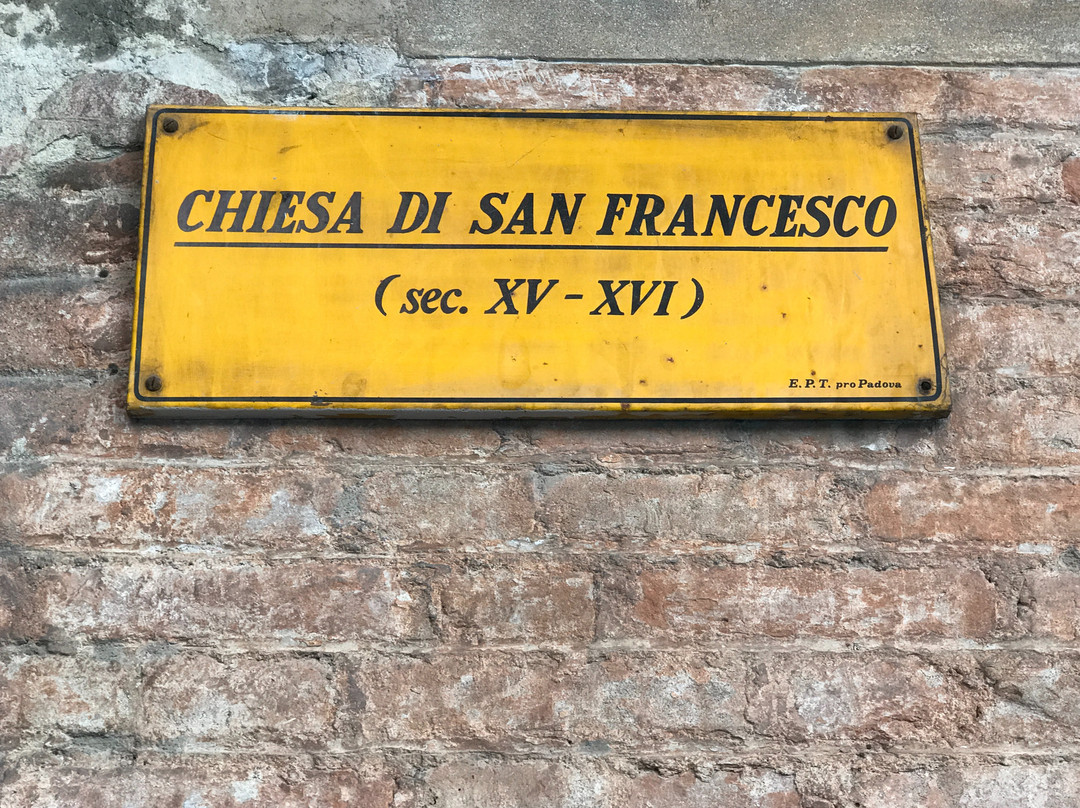 CHIESA DI SAN FRANCESCO
(sec. XV - XVI)
E. P. T. pro Padova